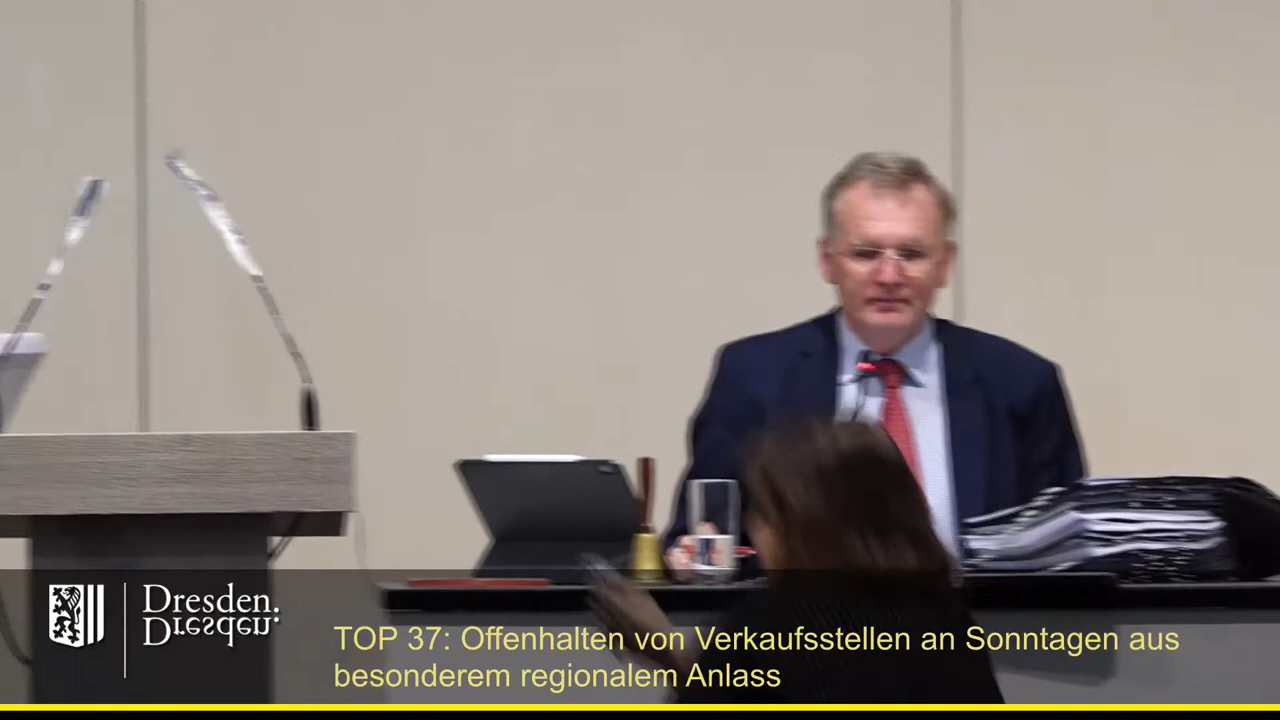 Dresden.
TOP 37: Offenhalten von Verkaufsstellen an Sonntagen aus
besonderem regionalem Anlass